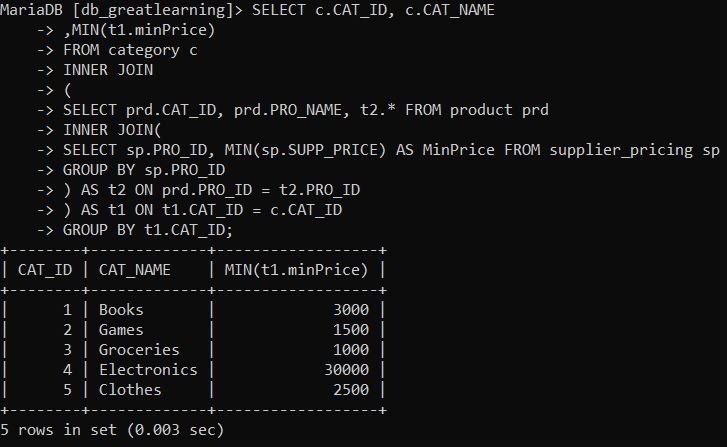 MariaDB [db_greatlearning]> SELECT c.CAT_ID, c.CAT_NAME
    -> ,MIN(t1.minPrice)
    -> FROM category c
    -> INNER JOIN
    -> (
    -> SELECT prd.CAT_ID, prd.PRO_NAME, t2.* FROM product prd
    -> INNER JOIN(
    -> SELECT sp.PRO_ID, MIN(sp.SUPP_PRICE) AS MinPrice FROM supplier_pricing sp
    -> GROUP BY sp.PRO_ID
    -> ) AS t2 ON prd.PRO_ID = t2.PRO_ID
    -> ) AS t1 ON t1.CAT_ID = c.CAT_ID
    -> GROUP BY t1.CAT_ID;
+--------+-------------+------------------+
| CAT_ID | CAT_NAME    | MIN(t1.minPrice) |
+--------+-------------+------------------+
|      1 | Books       |             3000 |
|      2 | Games       |             1500 |
|      3 | Groceries   |             1000 |
|      4 | Electronics |            30000 |
|      5 | Clothes     |             2500 |
+--------+-------------+------------------+
5 rows in set (0.003 sec)